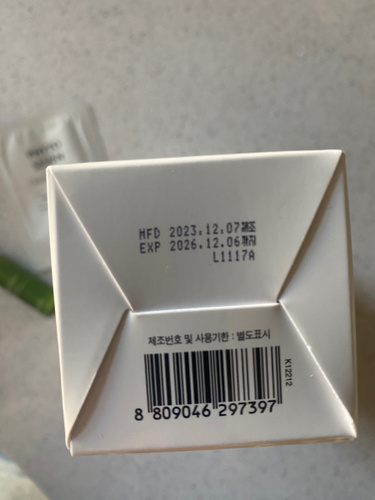 MFD 2023.12.07제조
EXP 2026.12.06까지
L1117A
제조번호 및 사용기한 : 별도표시
K12212
8 809046 297397